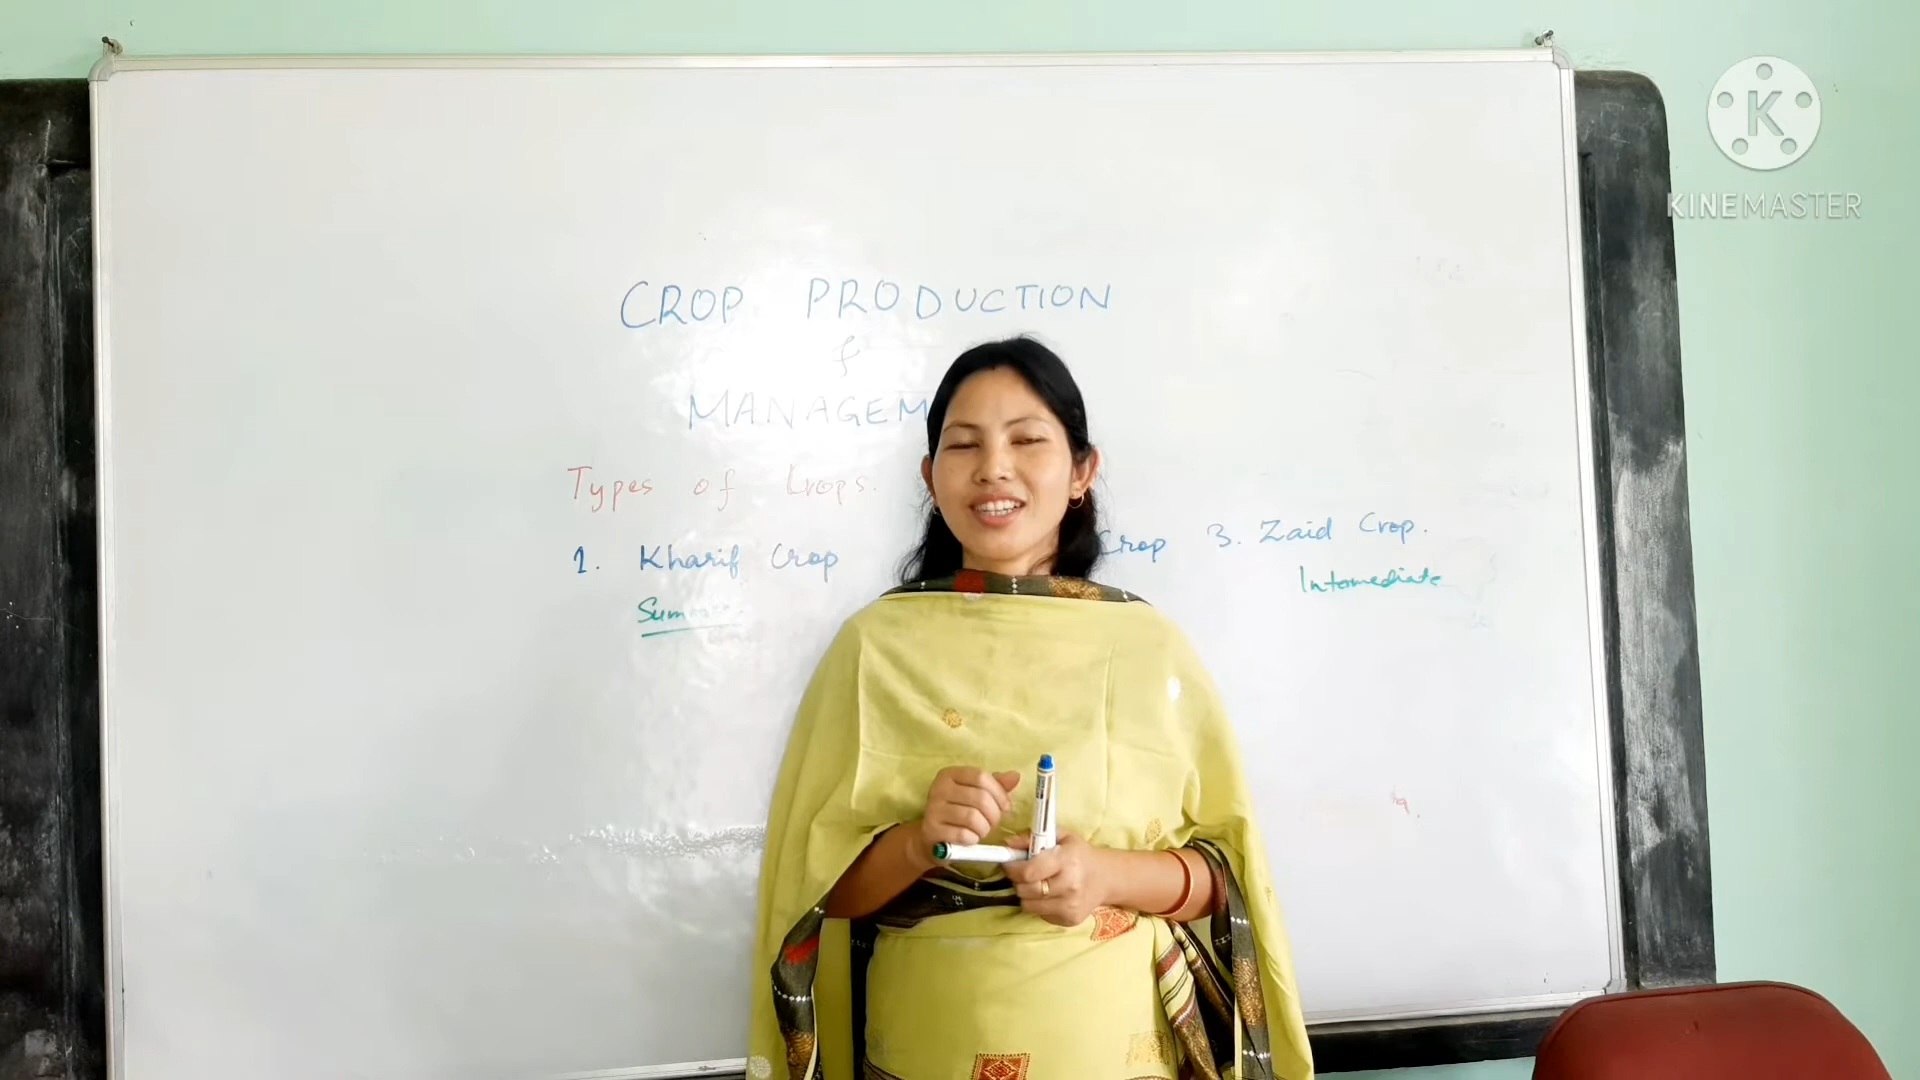 CROP PRODUCTION
&
MANAGEM
Types of Crops.
1. Kharif Crop Crop 3. Zaid Crop.
Intermediate
K
KINEMASTER